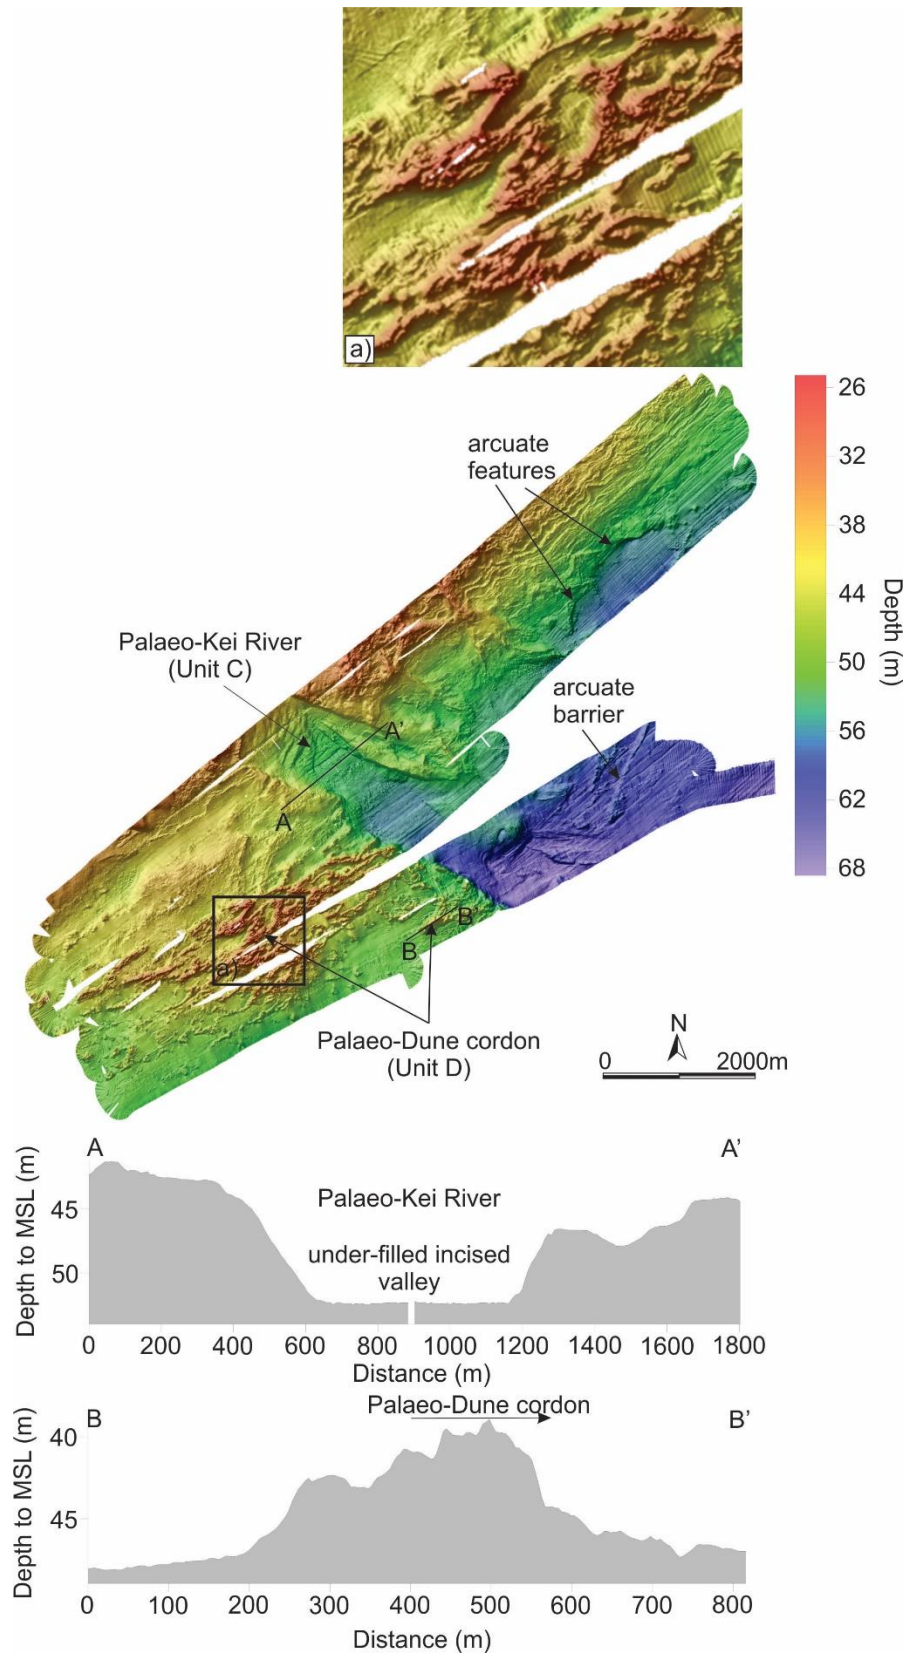 a)
26
32
38
44
50
56
62
68
Depth (m)
arcuate
features
Palaeo-Kei River
(Unit C)
arcuate
barrier
A'
A
B'
B
a)
Palaeo-Dune cordon
(Unit D)
N
0 2000m
A A'
Depth to MSL (m)
45
50
Palaeo-Kei River
under-filled incised
valley
0 200 400 600 800 1000 1200 1400 1600 1800
Distance (m)
Palaeo-Dune cordon
B B'
Depth to MSL (m)
40
45
0 100 200 300 400 500 600 700 800
Distance (m)